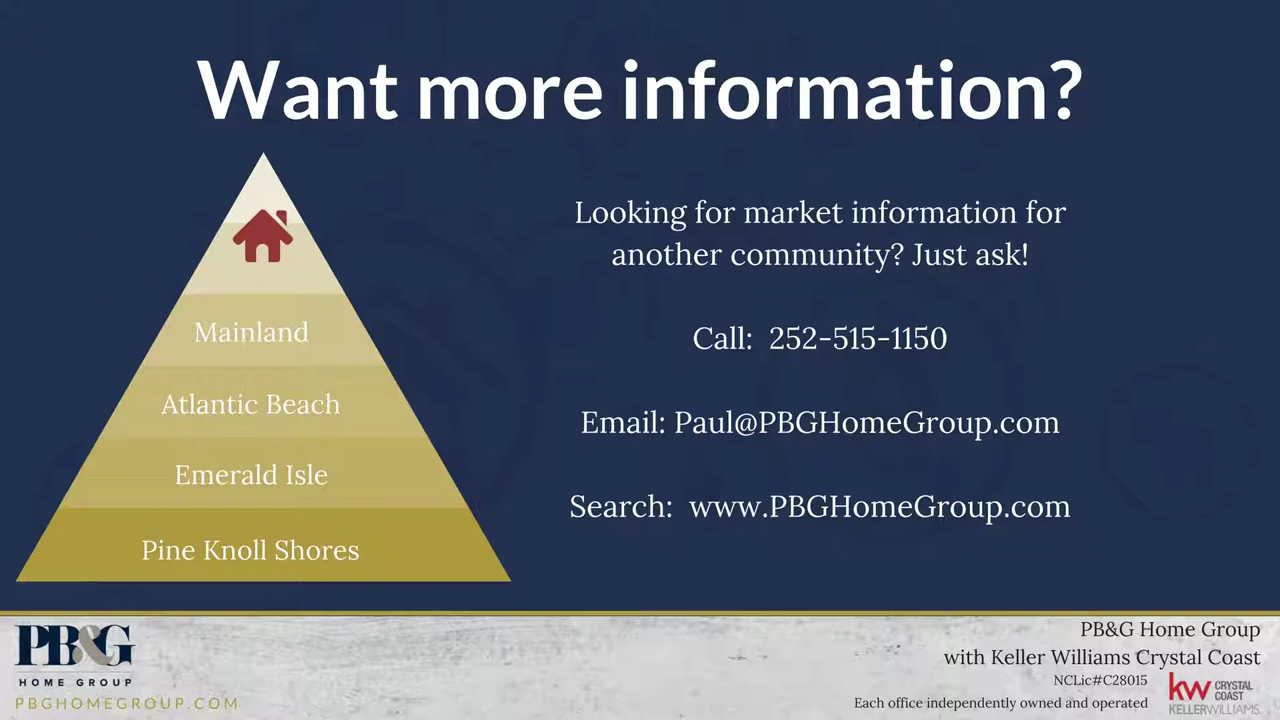 Want more information?
Mainland
Atlantic Beach
Emerald Isle
Pine Knoll Shores
Looking for market information for
another community? Just ask!
Call: 252-515-1150
Email: Paul@PBGHomeGroup.com
Search: www.PBGHomeGroup.com
PB&G
HOME GROUP
PBGHOMEGROUP.COM
PB&G Home Group
with Keller Williams Crystal Coast
NCLic#C28015
Each office independently owned and operated
kw CRYSTAL
COAST
KELLERWILLIAMS.